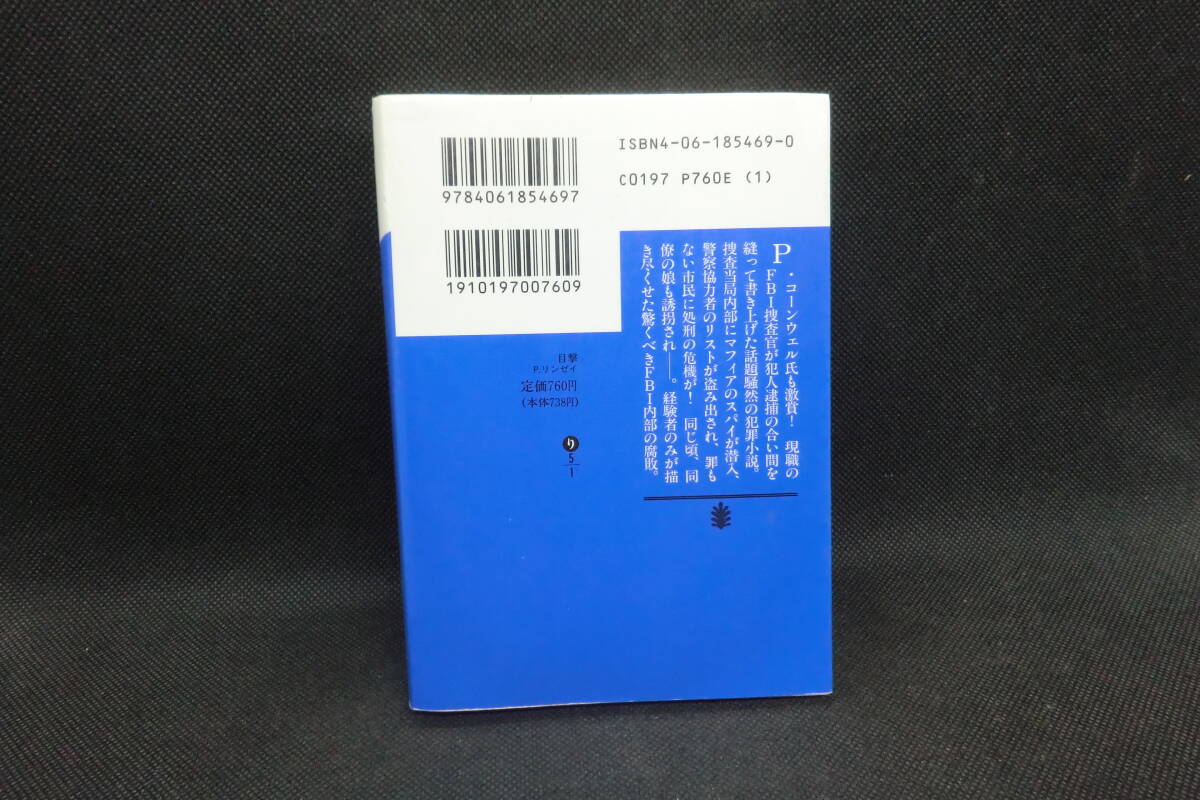 ISBN4-06-185469-0
C0197 P760E (1)
9784061854697
1910197007609
P・コーンウェル氏も激賞！ 現職の
FBI捜査官が犯人逮捕の合い間を
縫って書き上げた話題騒然の犯罪小説。
捜査当局内部にマフィアのスパイが潜入、
警察協力者のリストが盗み出され、罪も
ない市民に処刑の危機が！ 同じ頃、同
僚の娘も誘拐され──。経験者のみが描
き尽くせた驚くべきFBI内部の腐敗。
目撃
P.リンゼイ
定価760円
（本体738円）
り
5
1